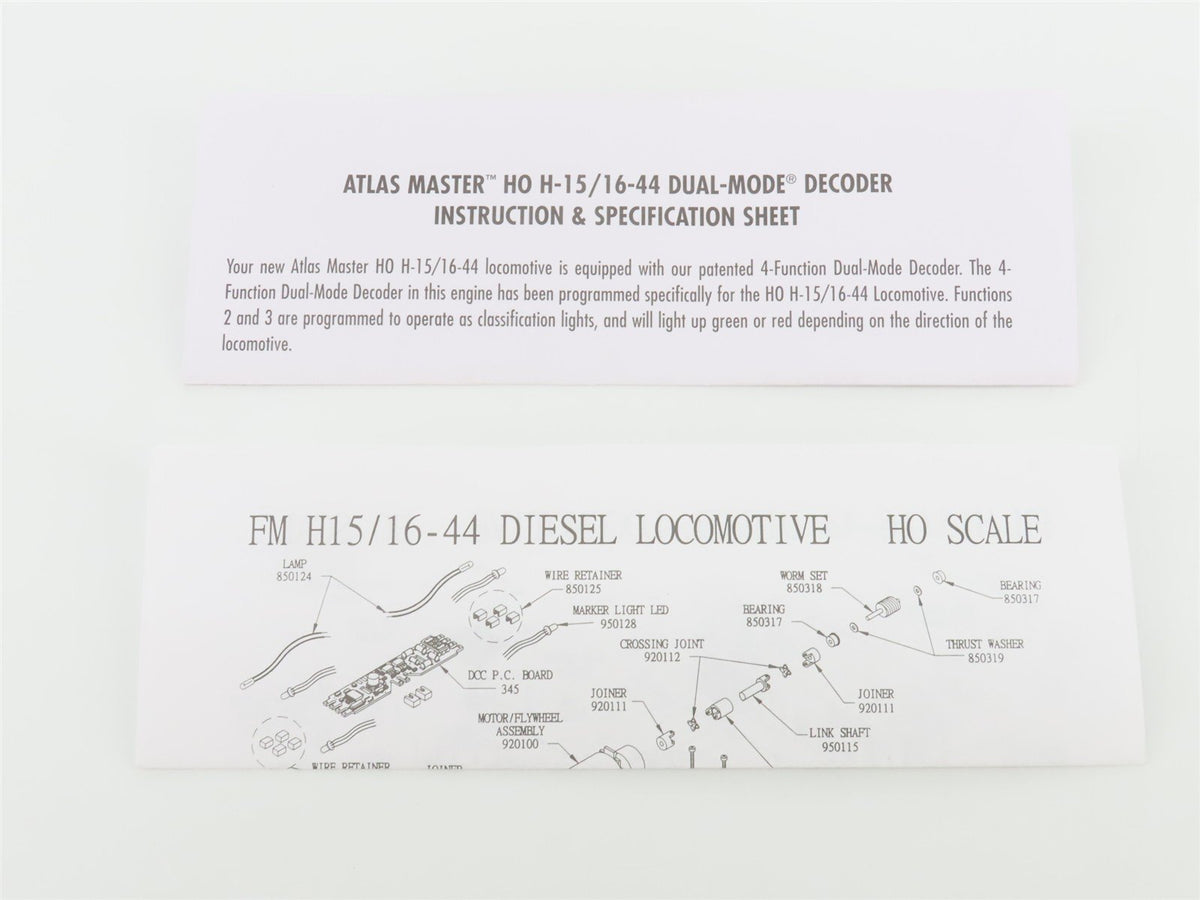 ATLAS MASTER™ HO H-15/16-44 DUAL-MODE® DECODER
INSTRUCTION & SPECIFICATION SHEET
Your new Atlas Master HO H-15/16-44 locomotive is equipped with our patented 4-Function Dual-Mode Decoder. The 4-
Function Dual-Mode Decoder in this engine has been programmed specifically for the HO H-15/16-44 Locomotive. Functions
2 and 3 are programmed to operate as classification lights, and will light up green or red depending on the direction of the
locomotive.
FM H15/16-44 DIESEL LOCOMOTIVE HO SCALE
LAMP
850124
WIRE RETAINER
850125
MARKER LIGHT LED
950128
DCC P.C. BOARD
345
MOTOR/FLYWHEEL
ASSEMBLY
920100
WORM SET
850318
BEARING
850317
BEARING
850317
CROSSING JOINT
920112
THRUST WASHER
850319
JOINER
920111
JOINER
920111
LINK SHAFT
950115
WIRE RETAINER
JOINER